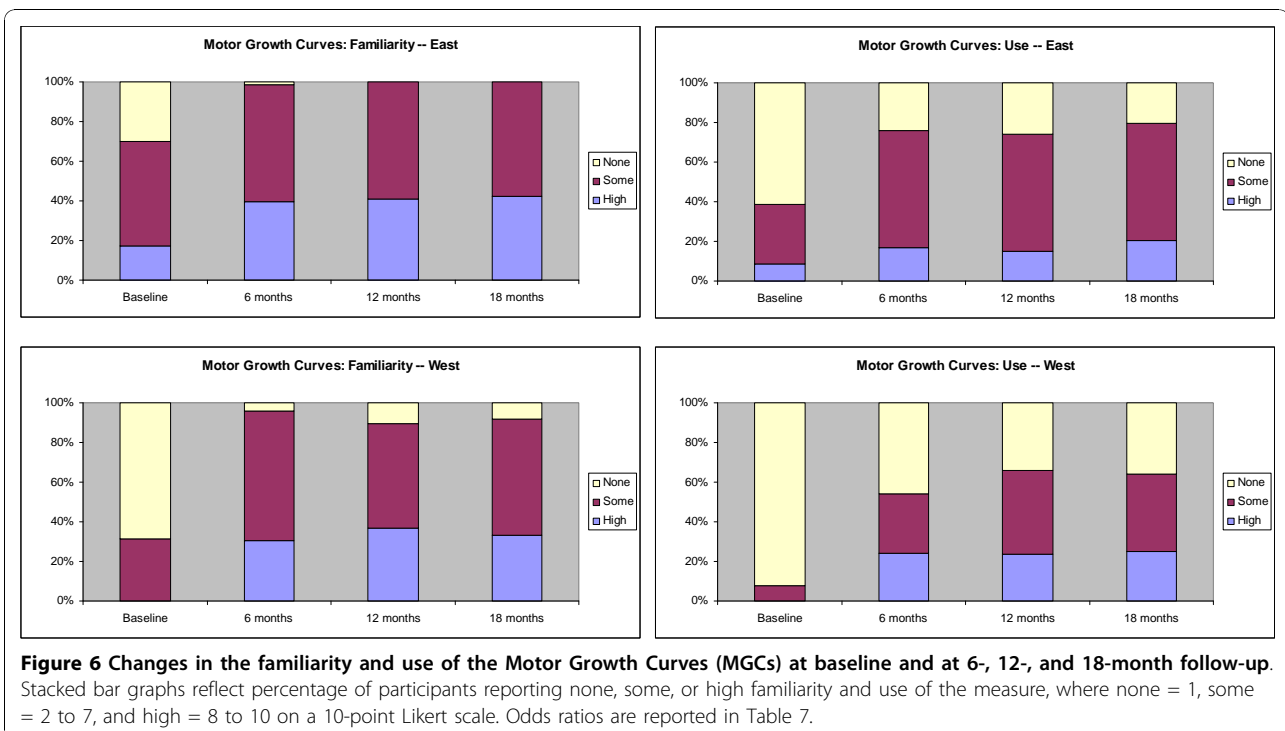 Motor Growth Curves: Familiarity -- East
100%
80%
60%
40%
20%
0%
Baseline 6 months 12 months 18 months
None
Some
High
Motor Growth Curves: Use -- East
100%
80%
60%
40%
20%
0%
Baseline 6 months 12 months 18 months
None
Some
High
Motor Growth Curves: Familiarity -- West
100%
80%
60%
40%
20%
0%
Baseline 6 months 12 months 18 months
None
Some
High
Motor Growth Curves: Use -- West
100%
80%
60%
40%
20%
0%
Baseline 6 months 12 months 18 months
None
Some
High
Figure 6 Changes in the familiarity and use of the Motor Growth Curves (MGCs) at baseline and at 6-, 12-, and 18-month follow-up.
Stacked bar graphs reflect percentage of participants reporting none, some, or high familiarity and use of the measure, where none = 1, some
= 2 to 7, and high = 8 to 10 on a 10-point Likert scale. Odds ratios are reported in Table 7.